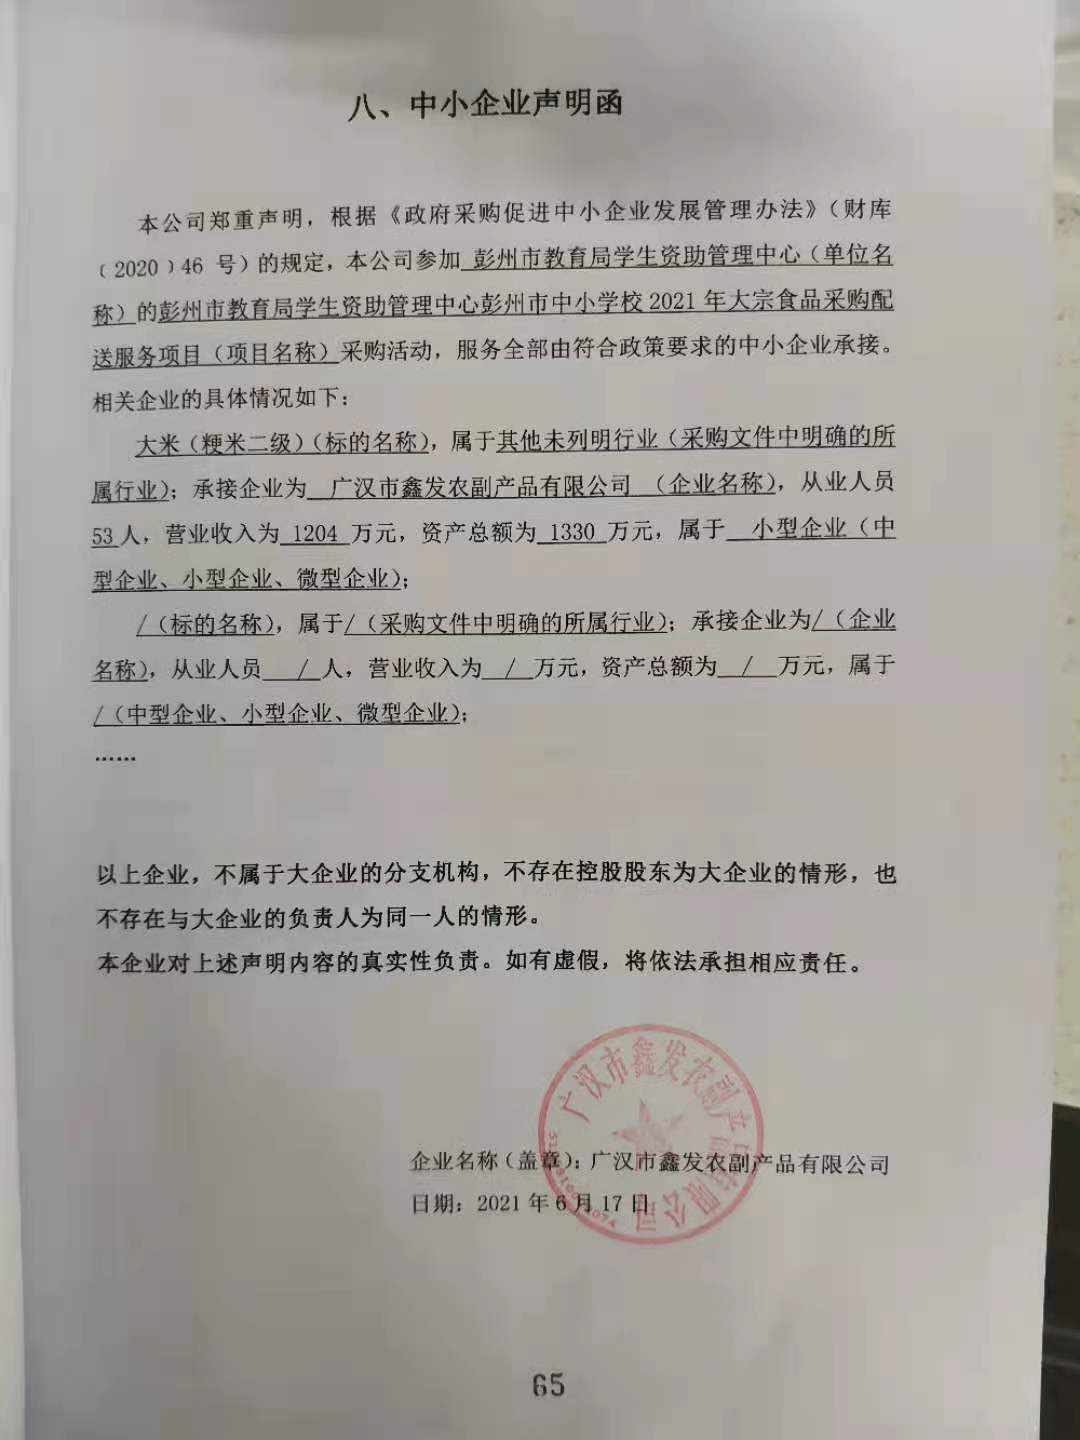 八、中小企业声明函
本公司郑重声明，根据《政府采购促进中小企业发展管理办法》（财库
﹝2020﹞46 号）的规定，本公司参加 彭州市教育局学生资助管理中心（单位名
称）的彭州市教育局学生资助管理中心彭州市中小学校 2021 年大宗食品采购配
送服务项目（项目名称）采购活动，服务全部由符合政策要求的中小企业承接。
相关企业的具体情况如下：
大米（粳米二级）（标的名称），属于其他未列明行业（采购文件中明确的所
属行业）；承接企业为 广汉市鑫发农副产品有限公司 （企业名称），从业人员
53 人，营业收入为 1204 万元，资产总额为 1330 万元，属于 小型企业（中
型企业、小型企业、微型企业）；
/（标的名称），属于/（采购文件中明确的所属行业）；承接企业为/（企业
名称），从业人员 / 人，营业收入为 / 万元，资产总额为 / 万元，属于
/（中型企业、小型企业、微型企业）；
……
以上企业，不属于大企业的分支机构，不存在控股股东为大企业的情形，也
不存在与大企业的负责人为同一人的情形。
本企业对上述声明内容的真实性负责。如有虚假，将依法承担相应责任。
广汉市鑫发农副产品有限公司
企业名称（盖章）：广汉市鑫发农副产品有限公司
日期：2021 年 6 月 17 日
65